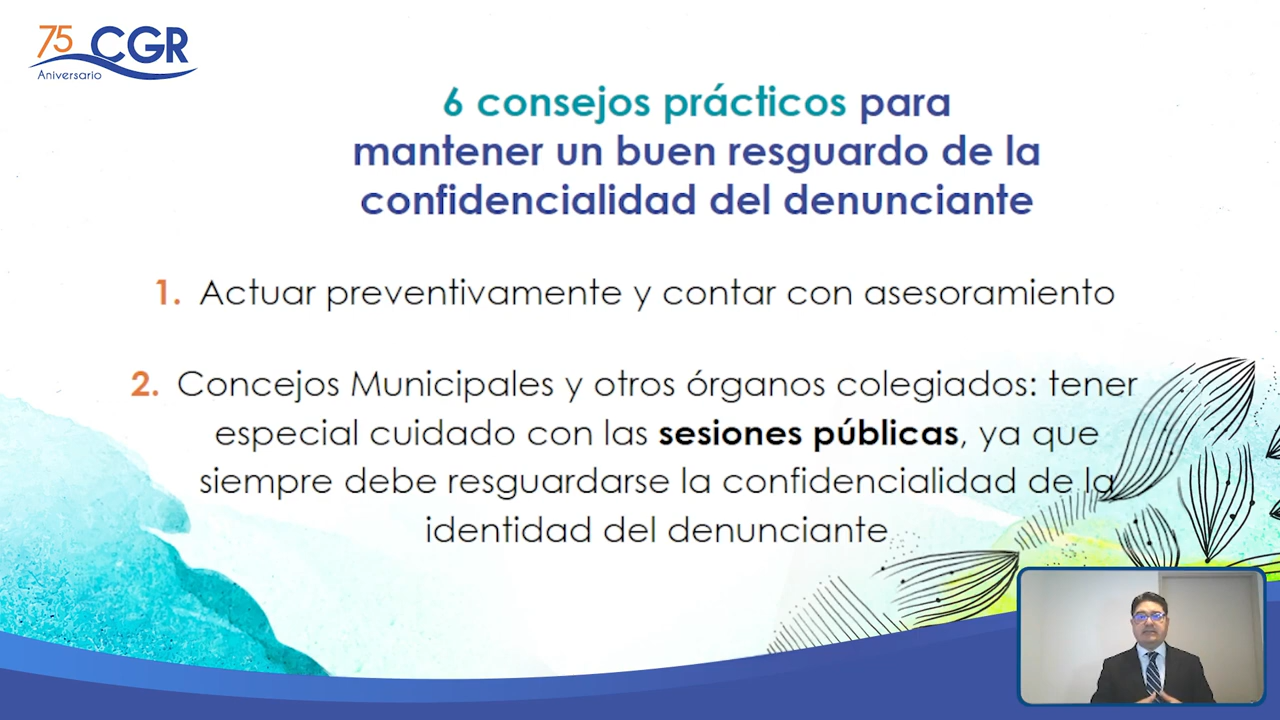 75 CGR
Aniversario
6 consejos prácticos para
mantener un buen resguardo de la
confidencialidad del denunciante
1. Actuar preventivamente y contar con asesoramiento
2. Concejos Municipales y otros órganos colegiados: tener
especial cuidado con las sesiones públicas, ya que
siempre debe resguardarse la confidencialidad de la
identidad del denunciante